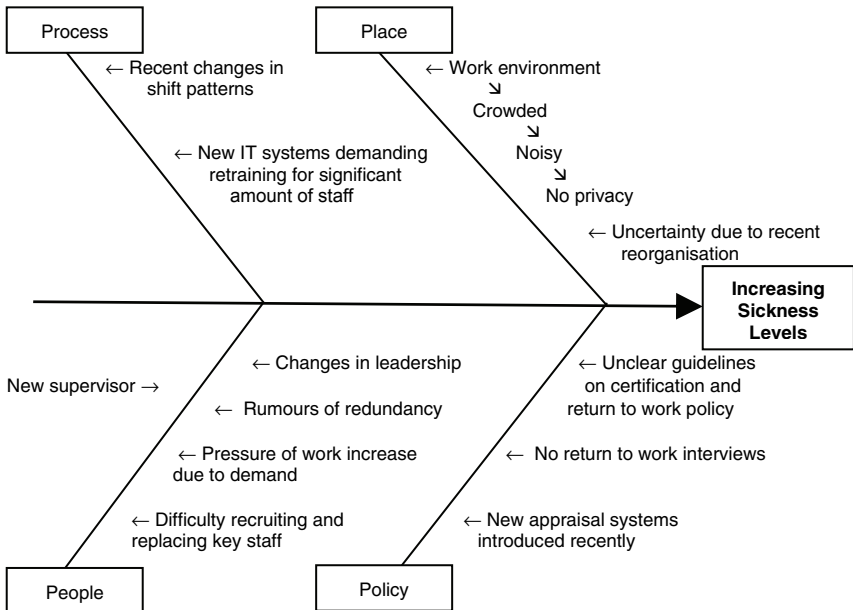 Process
← Recent changes in
shift patterns
← New IT systems demanding
retraining for significant
amount of staff
Place
← Work environment
↘
Crowded
↘
Noisy
↘
No privacy
← Uncertainty due to recent
reorganisation
Increasing
Sickness
Levels
New supervisor →
← Changes in leadership
← Rumours of redundancy
← Pressure of work increase
due to demand
← Difficulty recruiting and
replacing key staff
People
← Unclear guidelines
on certification and
return to work policy
← No return to work interviews
← New appraisal systems
introduced recently
Policy